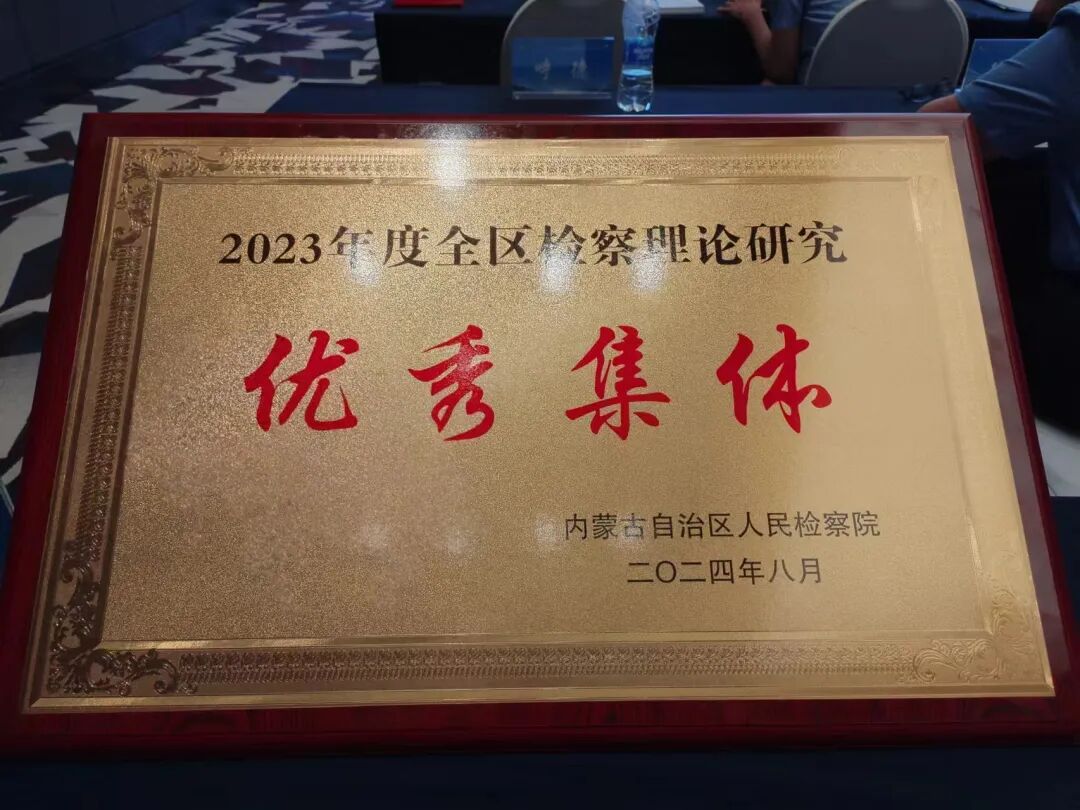 2023年度全区检察理论研究
优秀集体
内蒙古自治区人民检察院
二〇二四年八月